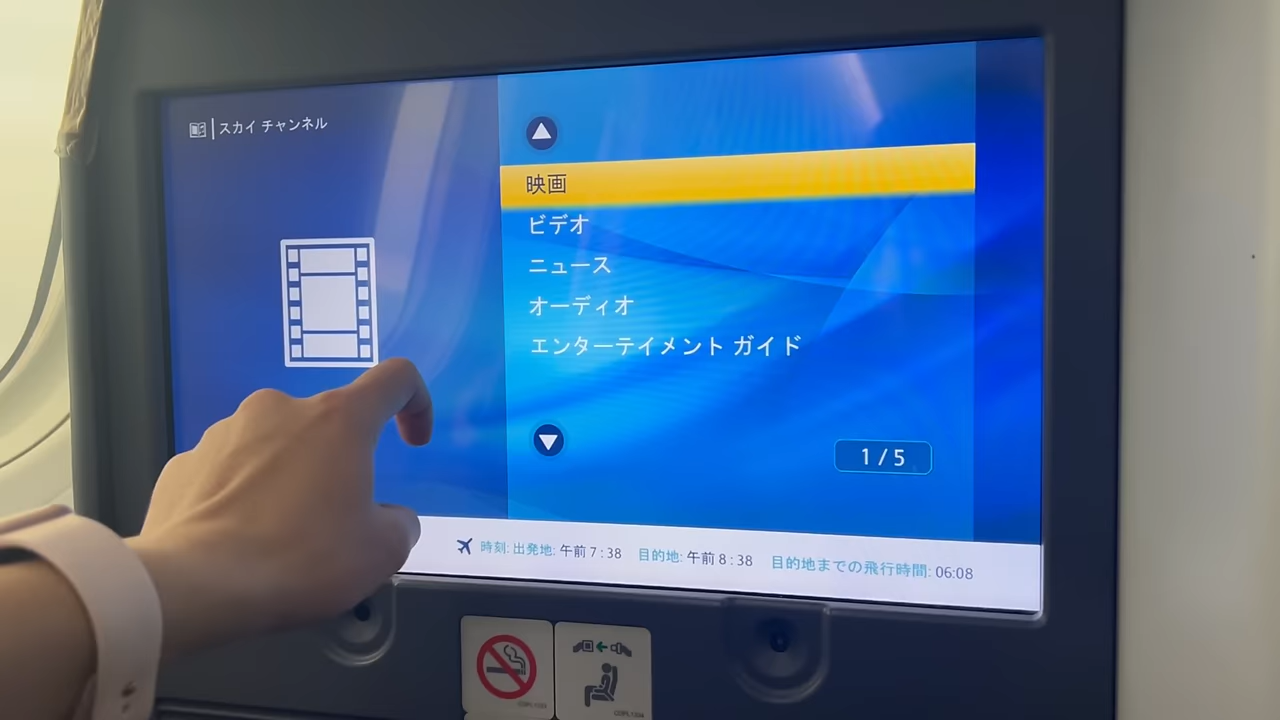 スカイ チャンネル
映画
ビデオ
ニュース
オーディオ
エンターテイメント ガイド
1 / 5
時刻: 出発地: 午前 7 : 38 目的地: 午前 8 : 38 目的地までの飛行時間: 06:08